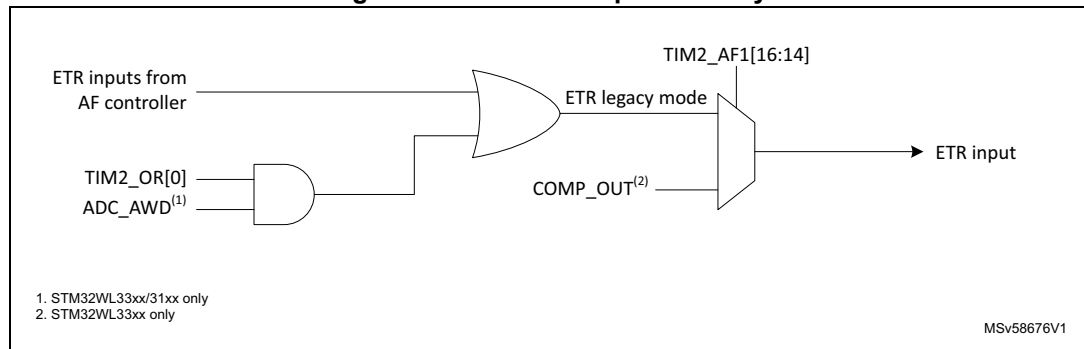 TIM2_AF1[16:14]
ETR inputs from
AF controller
ETR legacy mode
ETR input
TIM2_OR[0]
COMP_OUT(2)
ADC_AWD(1)
1. STM32WL33xx/31xx only
2. STM32WL33xx only
MSv58676V1